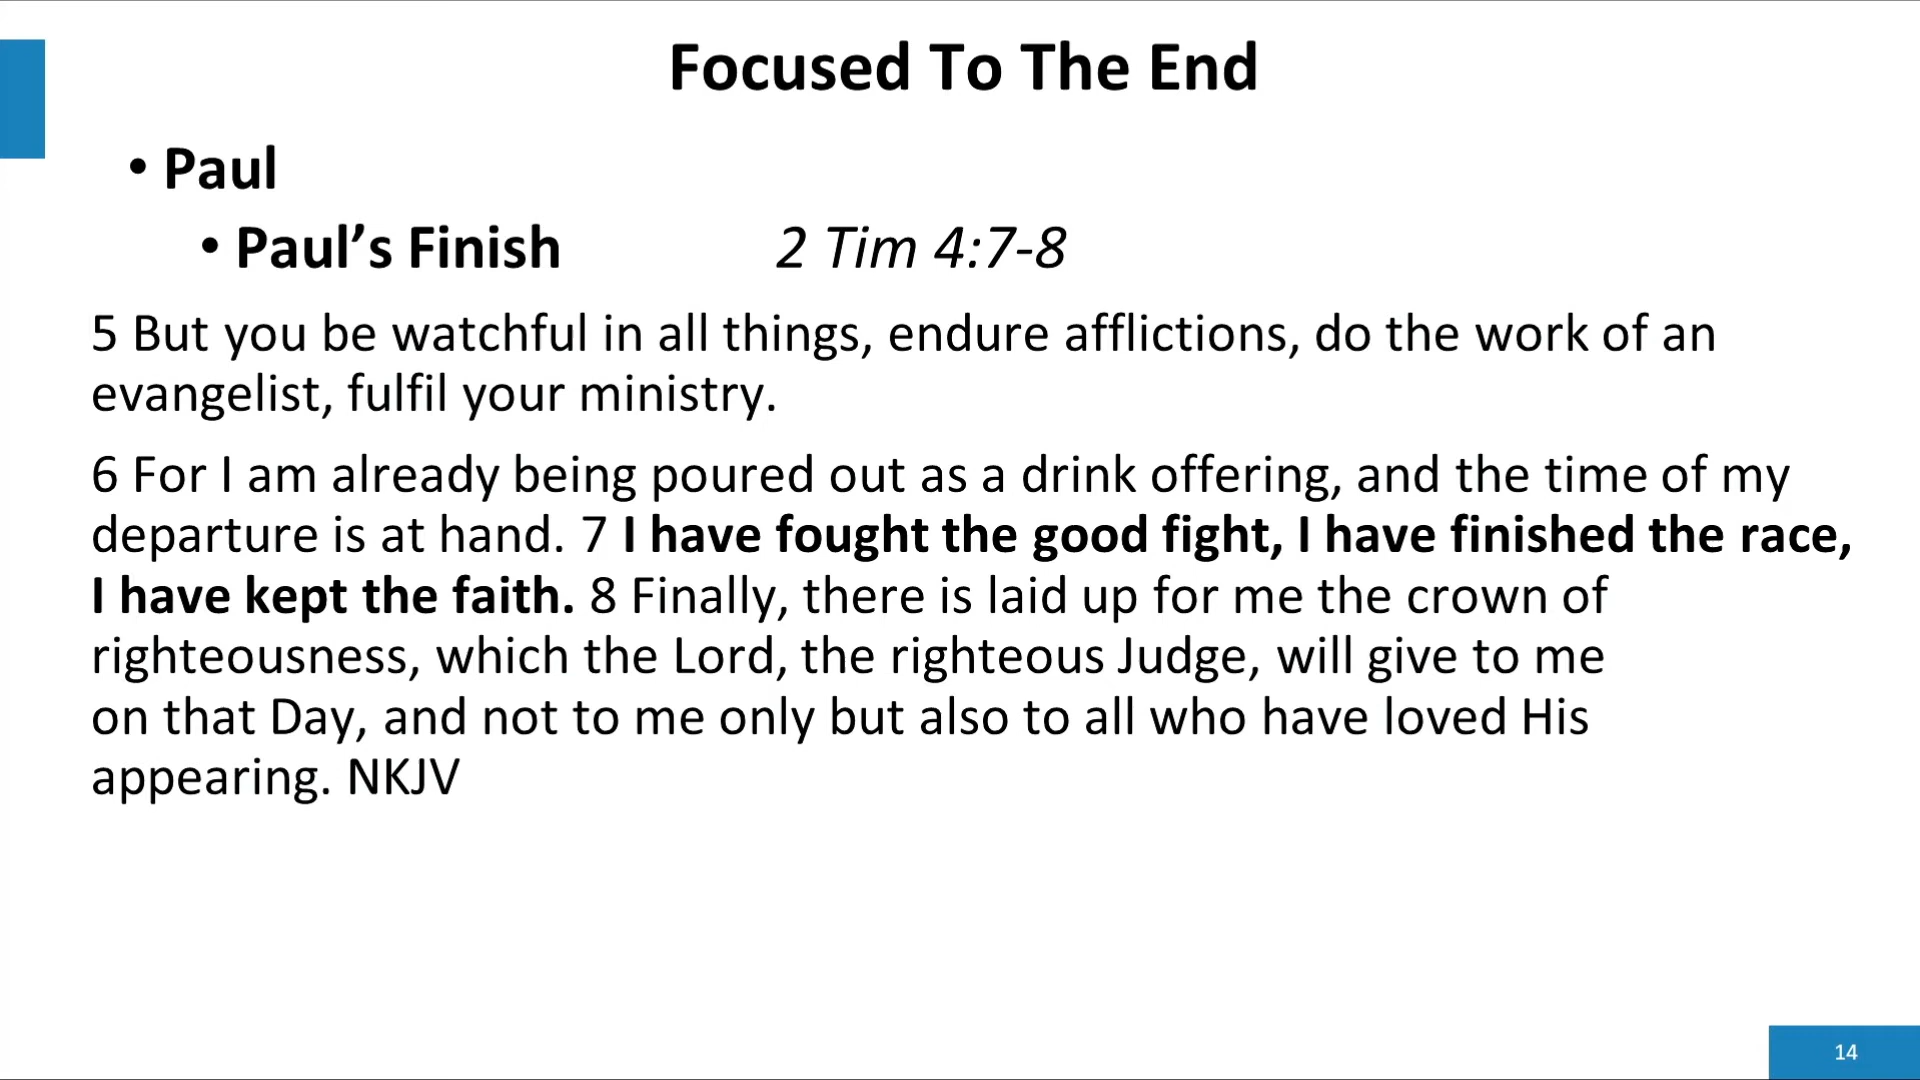 Focused To The End
• Paul
• Paul’s Finish 2 Tim 4:7-8
5 But you be watchful in all things, endure afflictions, do the work of an
evangelist, fulfil your ministry.
6 For I am already being poured out as a drink offering, and the time of my
departure is at hand. 7 I have fought the good fight, I have finished the race,
I have kept the faith. 8 Finally, there is laid up for me the crown of
righteousness, which the Lord, the righteous Judge, will give to me
on that Day, and not to me only but also to all who have loved His
appearing. NKJV
14